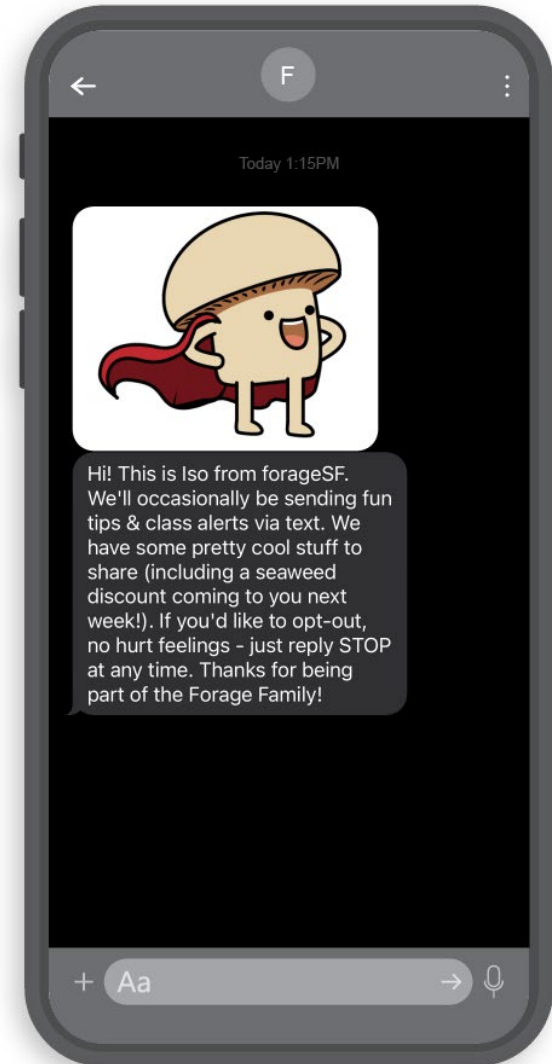 F
Today 1:15PM
Hi! This is Iso from forageSF.
We'll occasionally be sending fun
tips & class alerts via text. We
have some pretty cool stuff to
share (including a seaweed
discount coming to you next
week!). If you'd like to opt-out,
no hurt feelings - just reply STOP
at any time. Thanks for being
part of the Forage Family!
Aa